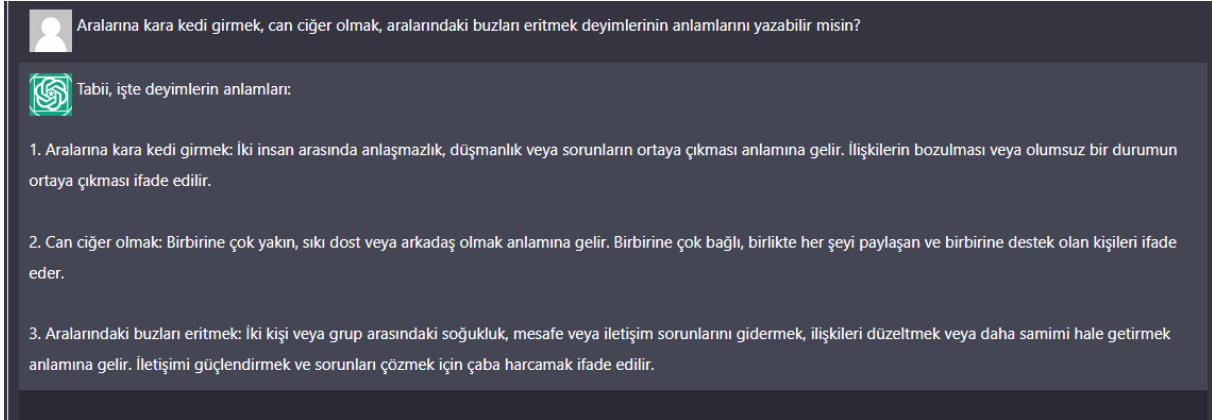 Aralarına kara kedi girmek, can ciğer olmak, aralarındaki buzları eritmek deyimlerinin anlamlarını yazabilir misin?
Tabii, işte deyimlerin anlamları:
1. Aralarına kara kedi girmek: İki insan arasında anlaşmazlık, düşmanlık veya sorunların ortaya çıkması anlamına gelir. İlişkilerin bozulması veya olumsuz bir durumun
ortaya çıkması ifade edilir.
2. Can ciğer olmak: Birbirine çok yakın, sıkı dost veya arkadaş olmak anlamına gelir. Birbirine çok bağlı, birlikte her şeyi paylaşan ve birbirine destek olan kişileri ifade
eder.
3. Aralarındaki buzları eritmek: İki kişi veya grup arasındaki soğukluk, mesafe veya iletişim sorunlarını gidermek, ilişkileri düzeltmek veya daha samimi hale getirmek
anlamına gelir. İletişimi güçlendirmek ve sorunları çözmek için çaba harcamak ifade edilir.